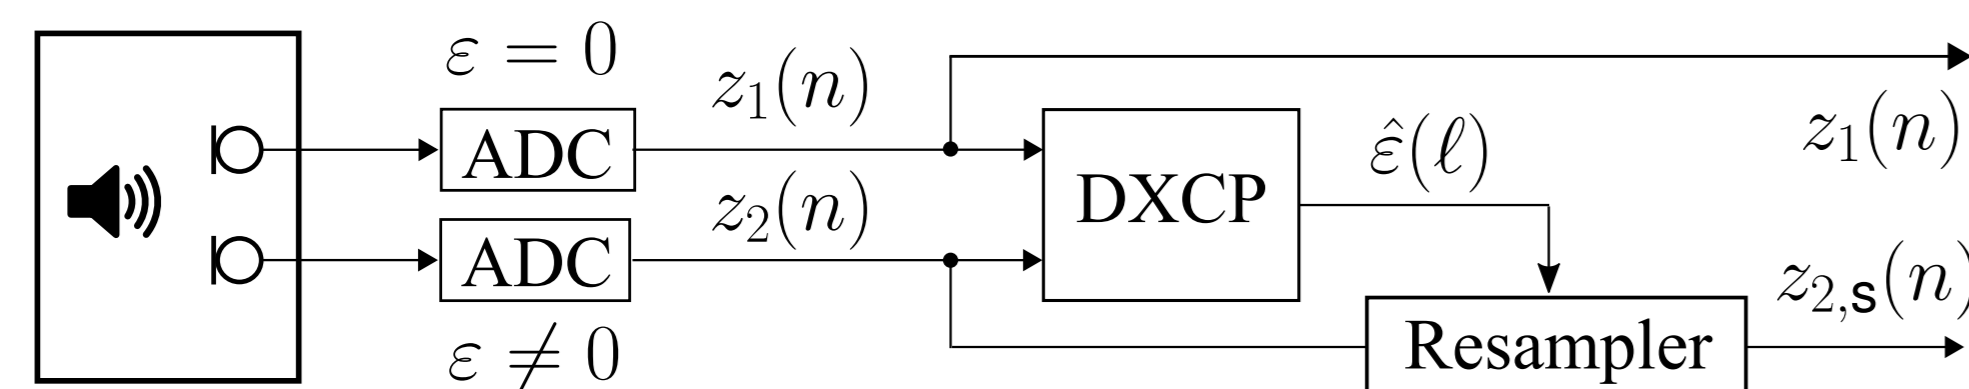 ε = 0
ADC
z₁(n)
z₁(n)
DXCP
ε̂(ℓ)
ADC
z₂(n)
ε ≠ 0
z₂,ₛ(n)
Resampler